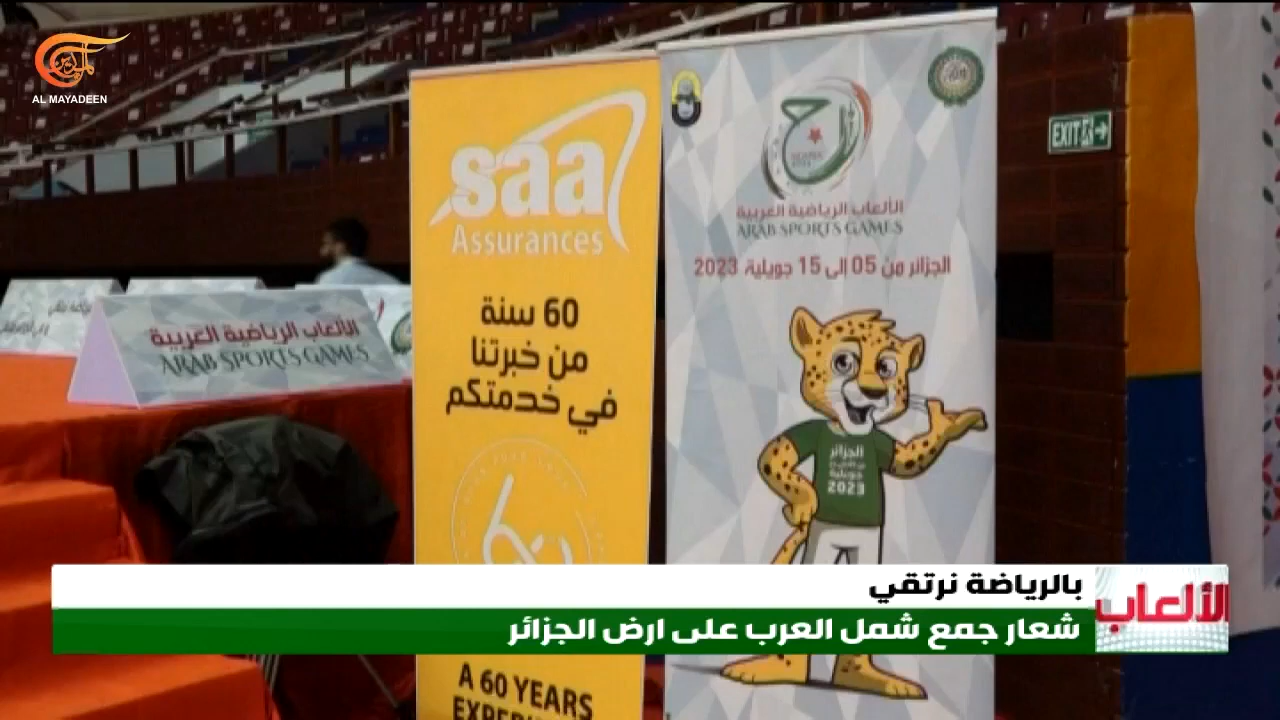 AL MAYADEEN
saa
Assurances
60 سنة
من خبرتنا
في خدمتكم
A 60 YEARS
الألعاب الرياضية العربية
ARAB SPORTS GAMES
الجزائر من 05 إلى 15 جويلية 2023
الجزائر
جويلية
2023
EXIT
الألعاب الرياضية العربية
ARAB SPORTS GAMES
الألعاب
بالرياضة نرتقي
شعار جمع شمل العرب على ارض الجزائر